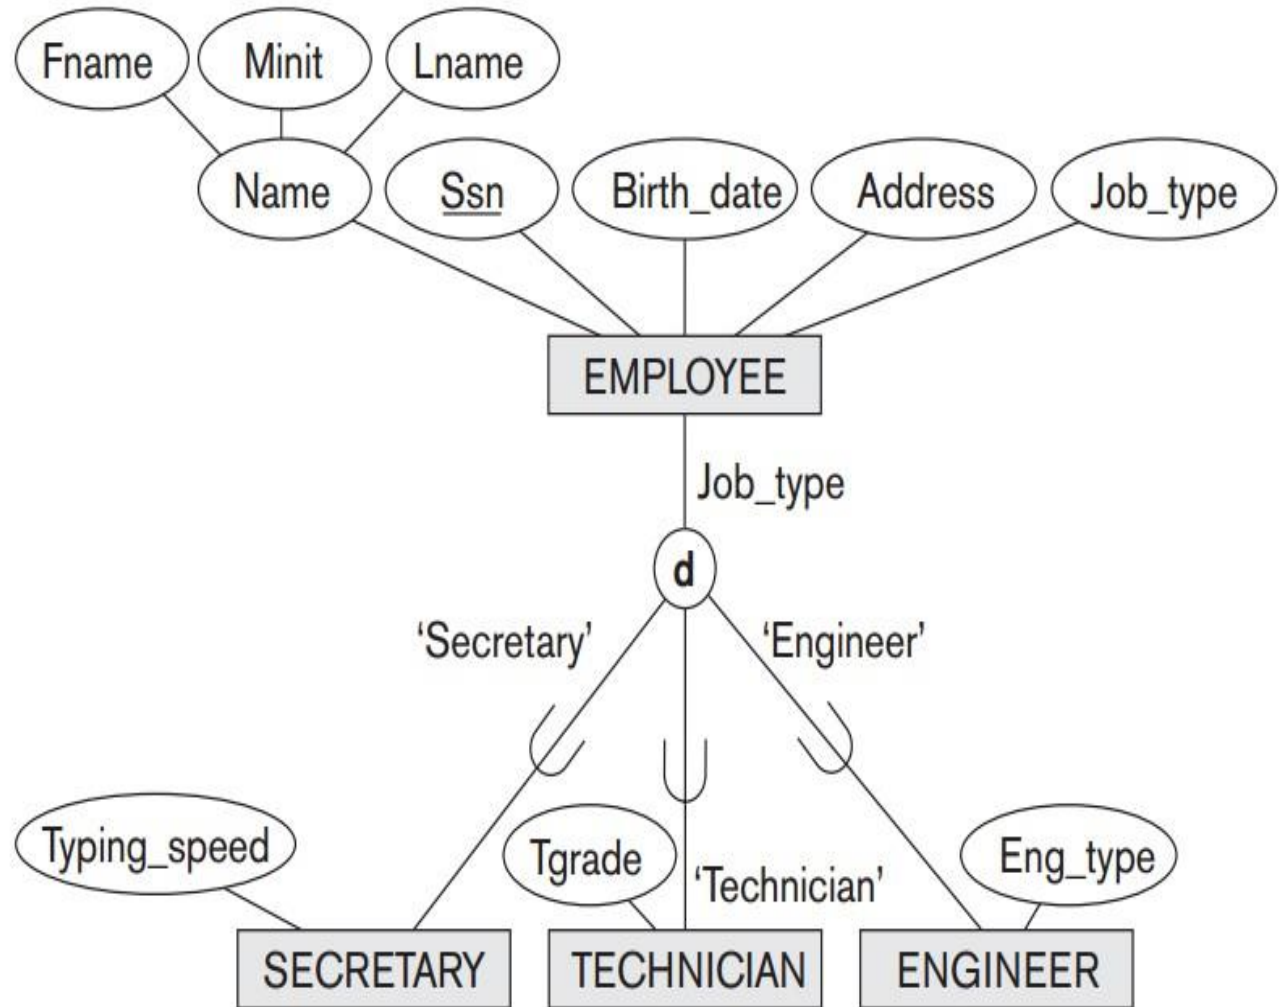 Fname Minit Lname
Name Ssn Birth_date Address Job_type
EMPLOYEE
Job_type
d
‘Secretary’ ‘Engineer’
Typing_speed Tgrade ‘Technician’ Eng_type
SECRETARY TECHNICIAN ENGINEER